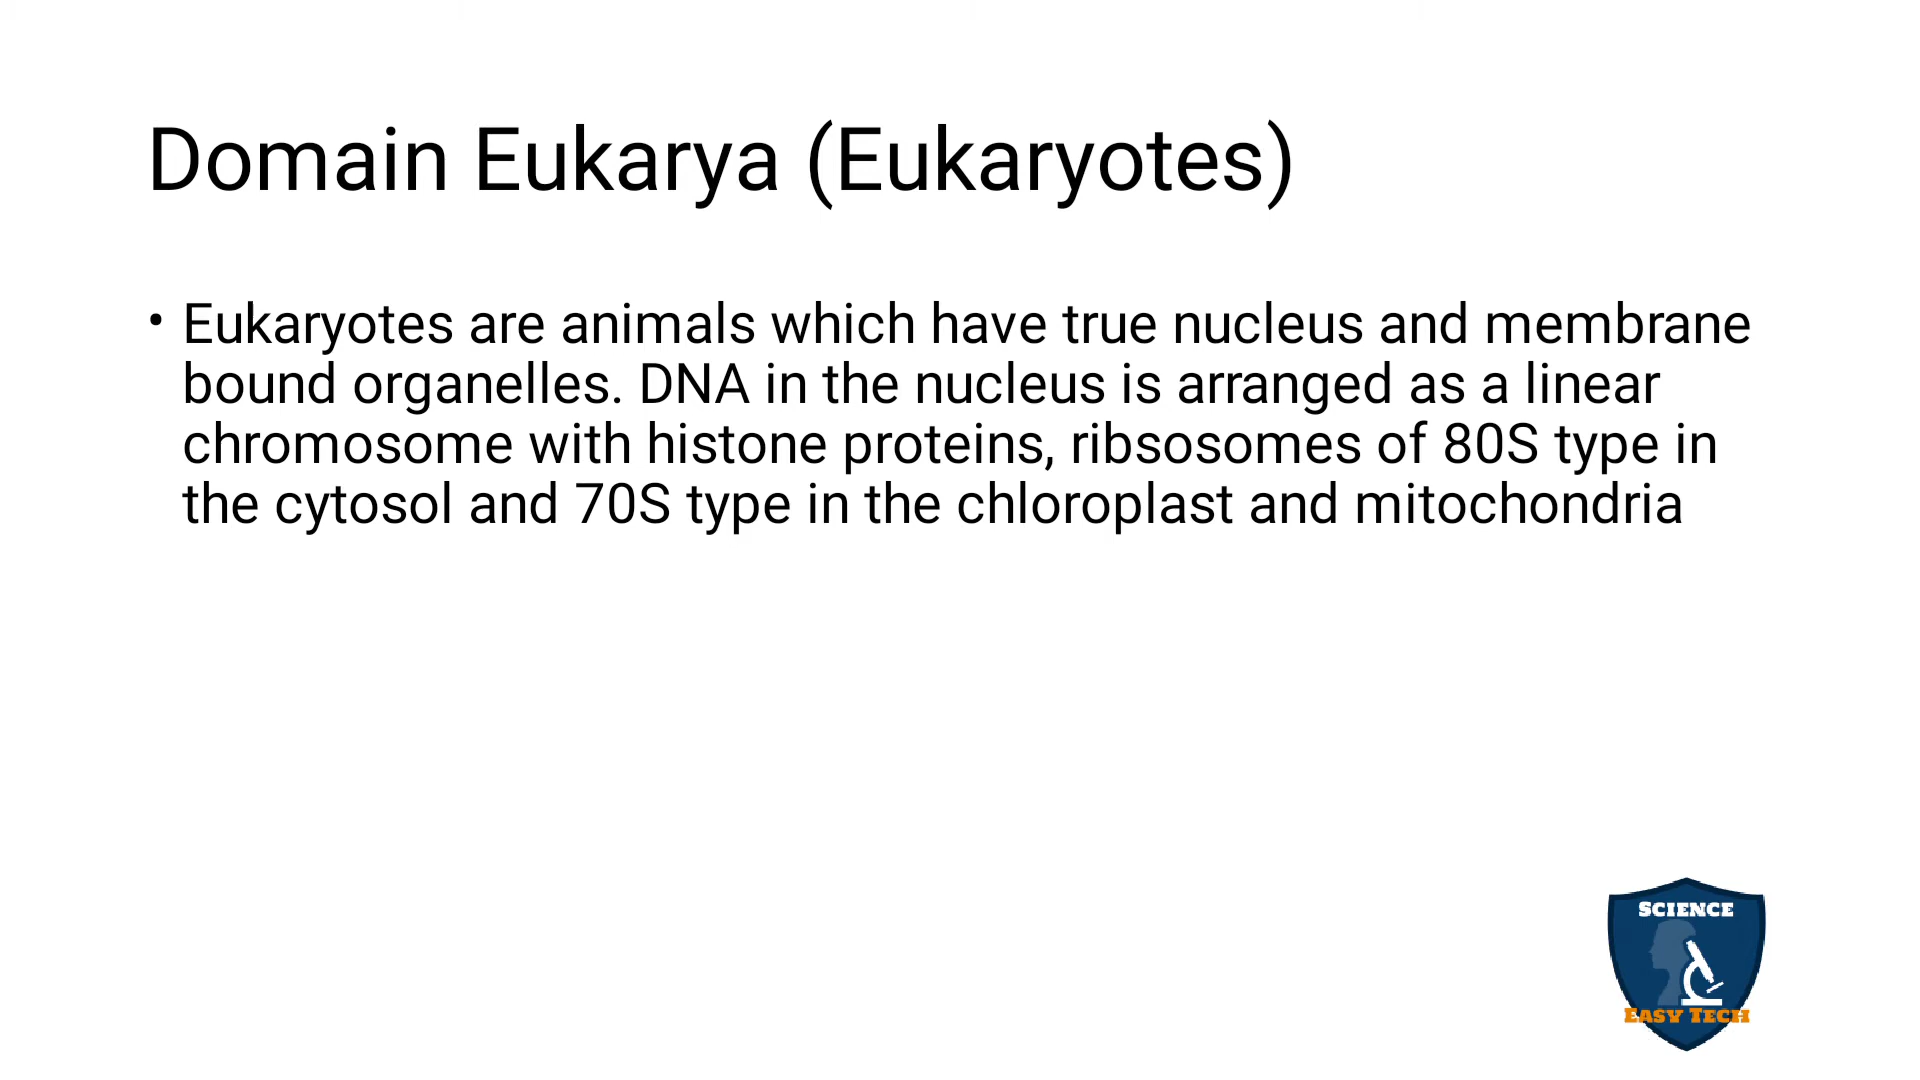 Domain Eukarya (Eukaryotes)
• Eukaryotes are animals which have true nucleus and membrane
bound organelles. DNA in the nucleus is arranged as a linear
chromosome with histone proteins, ribsosomes of 80S type in
the cytosol and 70S type in the chloroplast and mitochondria
SCIENCE
EASY TECH